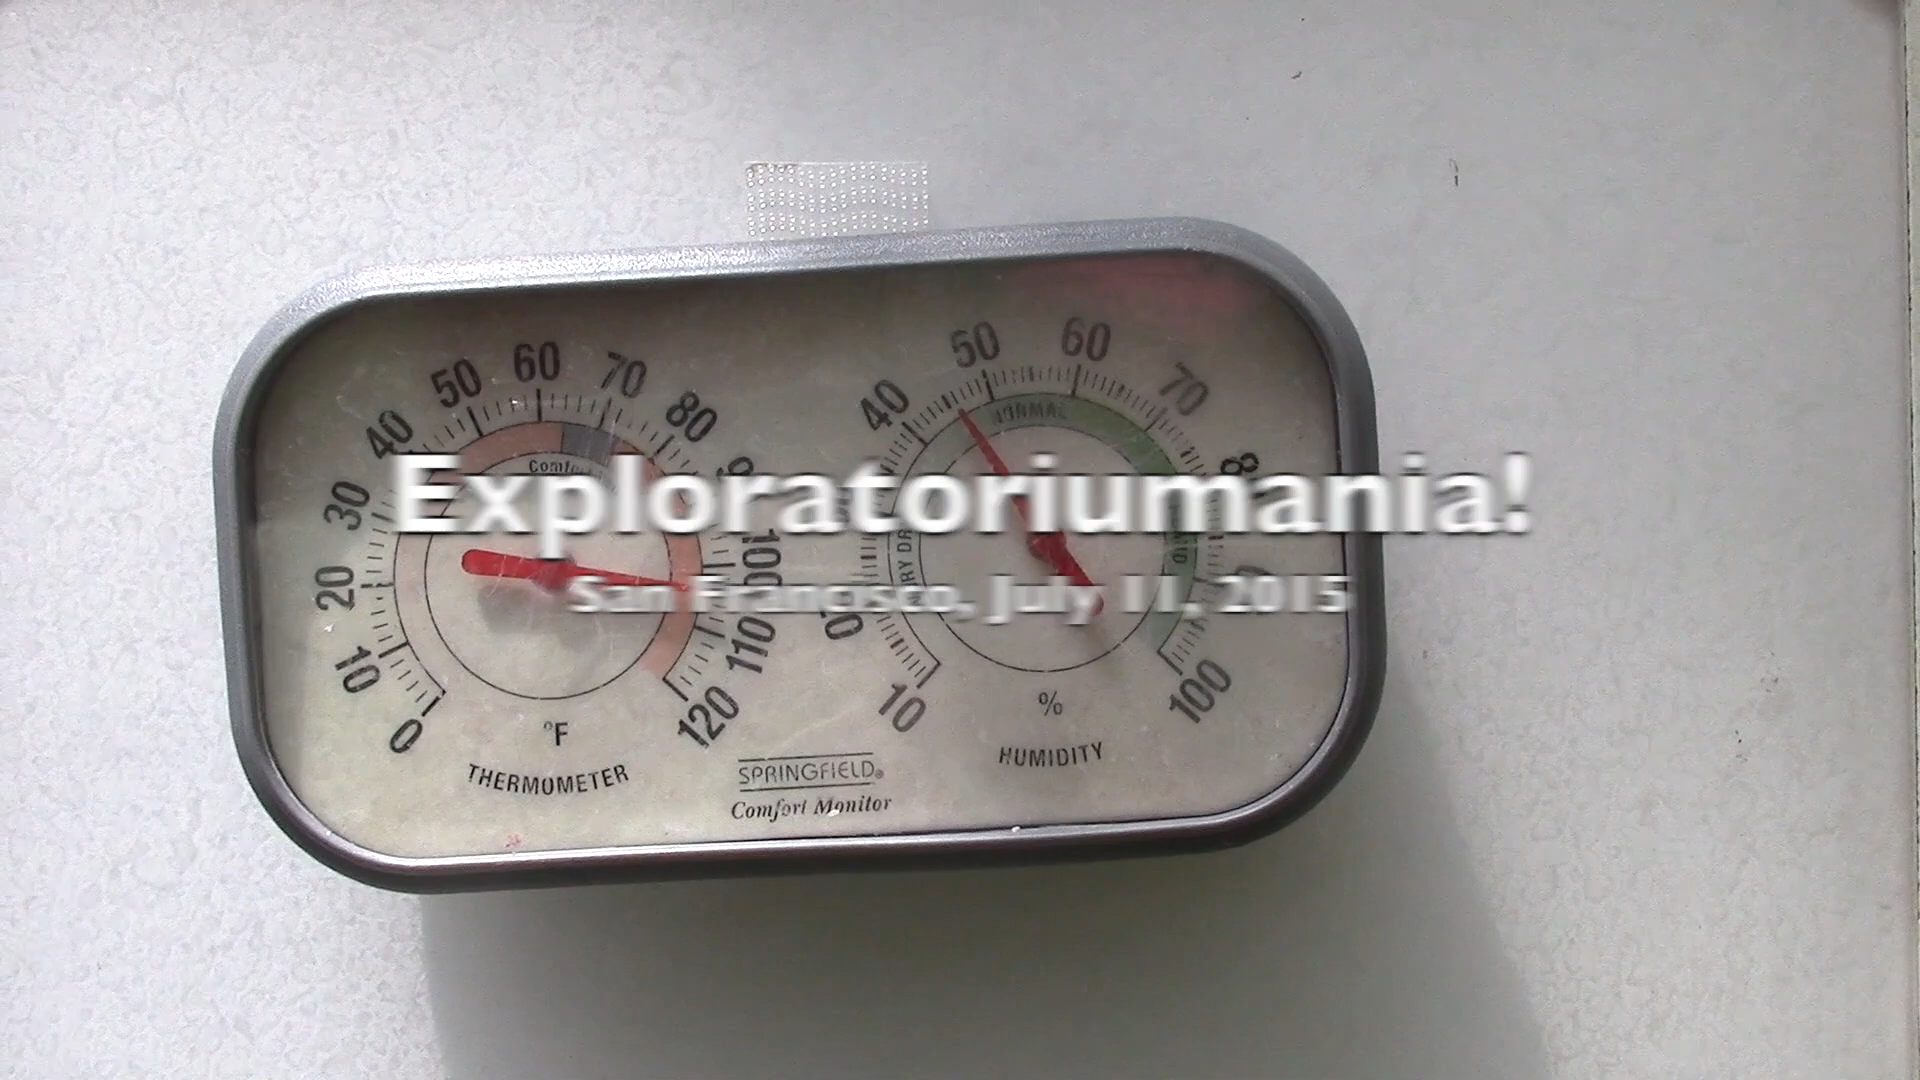 Exploratoriumania!
San Francisco, July 11, 2015
0 10 20 30 40 50 60 70 80 100 110 120
°F
THERMOMETER
10 40 50 60 70 100
NORMAL
%
HUMIDITY
SPRINGFIELD®
Comfort Monitor